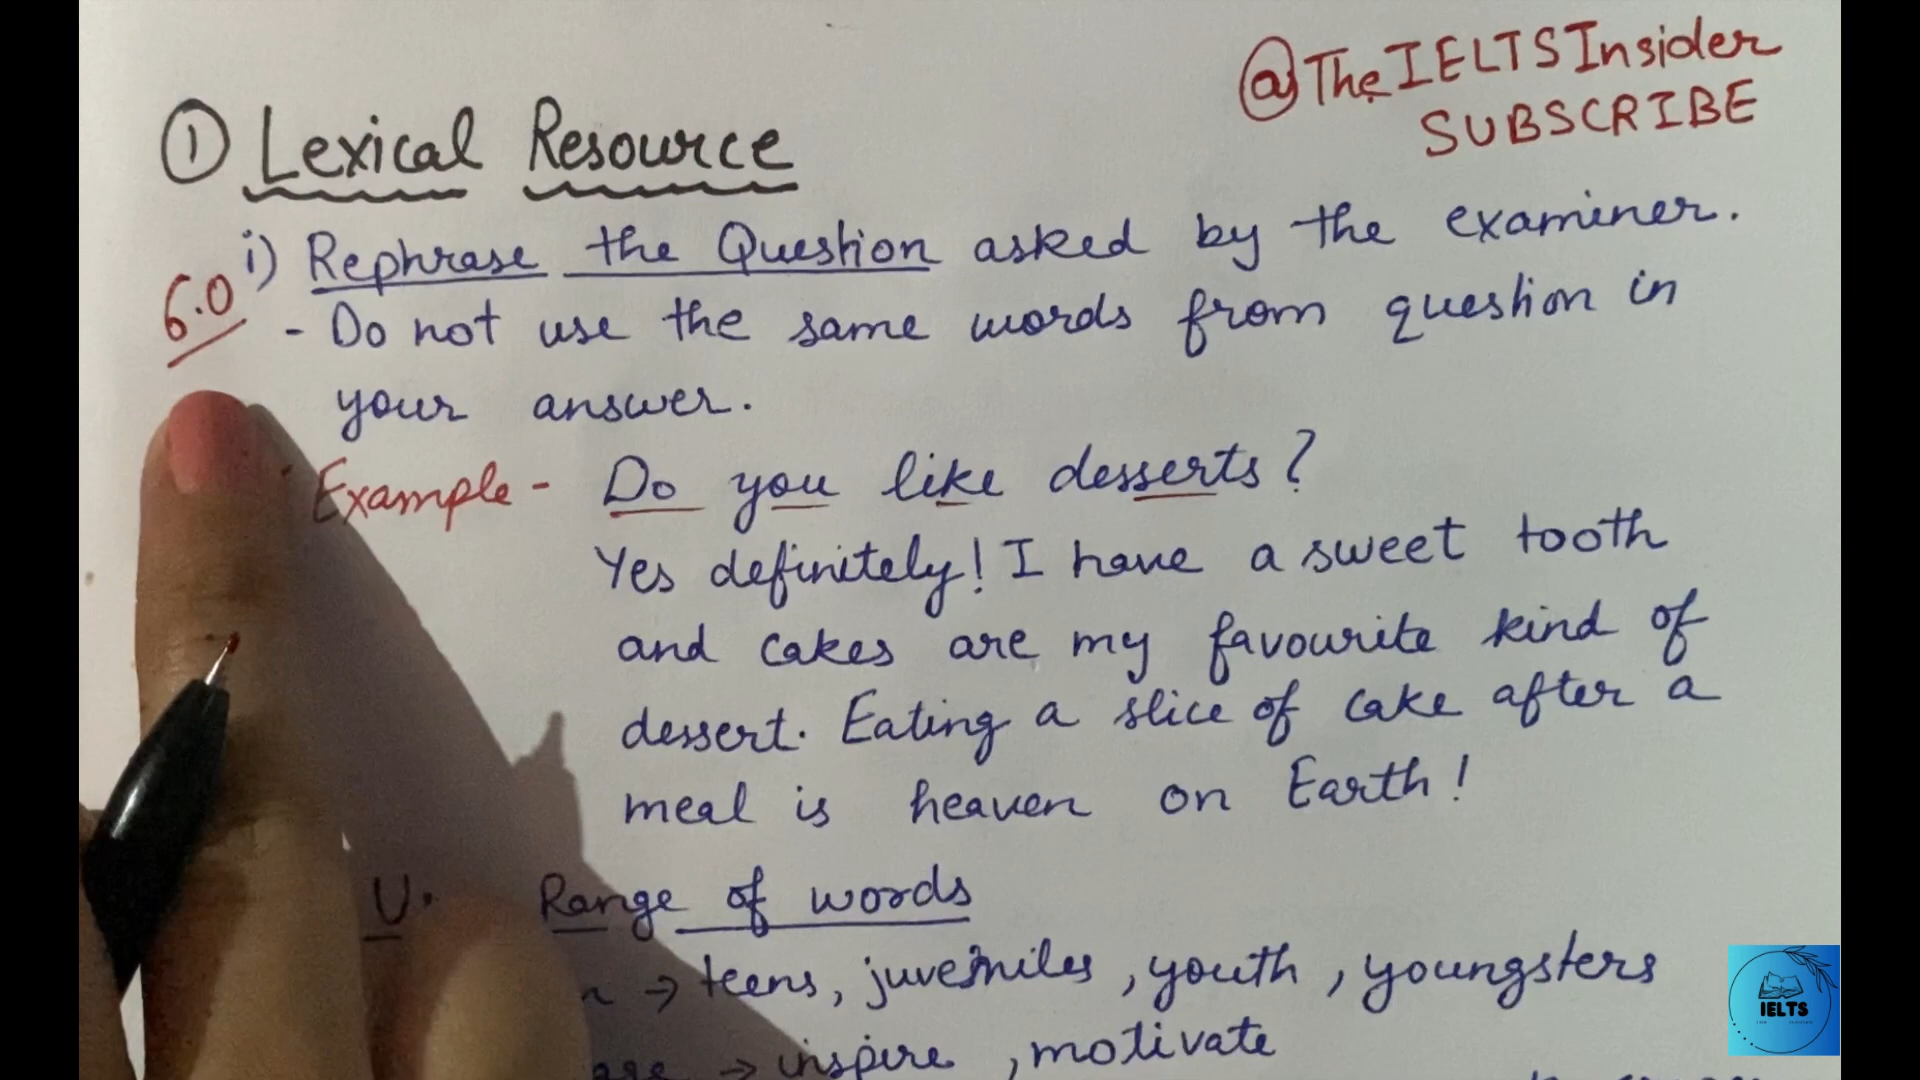 @TheIELTSInsider
SUBSCRIBE
① Lexical Resource
i) Rephrase the Question asked by the examiner.
6.0
- Do not use the same words from question in
your answer.
Example - Do you like desserts?
Yes definitely! I have a sweet tooth
and cakes are my favourite kind of
dessert. Eating a slice of cake after a
meal is heaven on Earth!
Range of words
→ teens, juveniles, youth, youngsters
→ inspire, motivate
IELTS